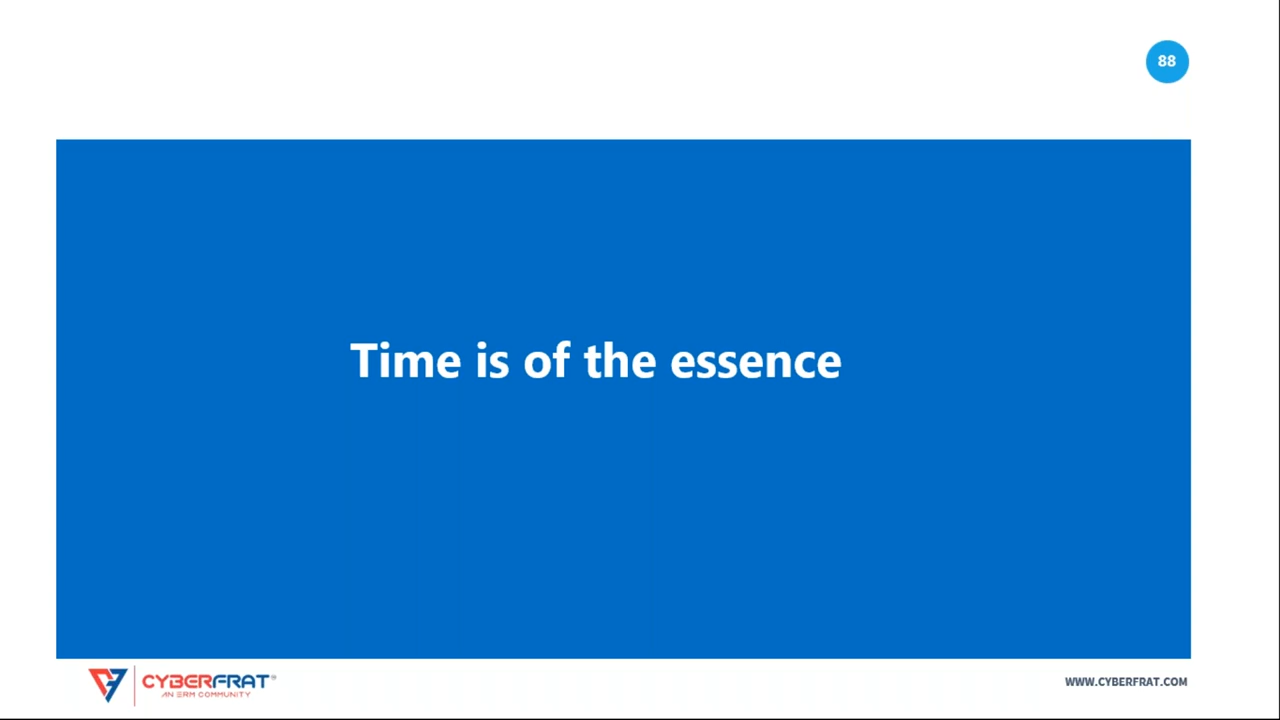 88
Time is of the essence
CYBERFRAT®
AN ERM COMMUNITY
WWW.CYBERFRAT.COM